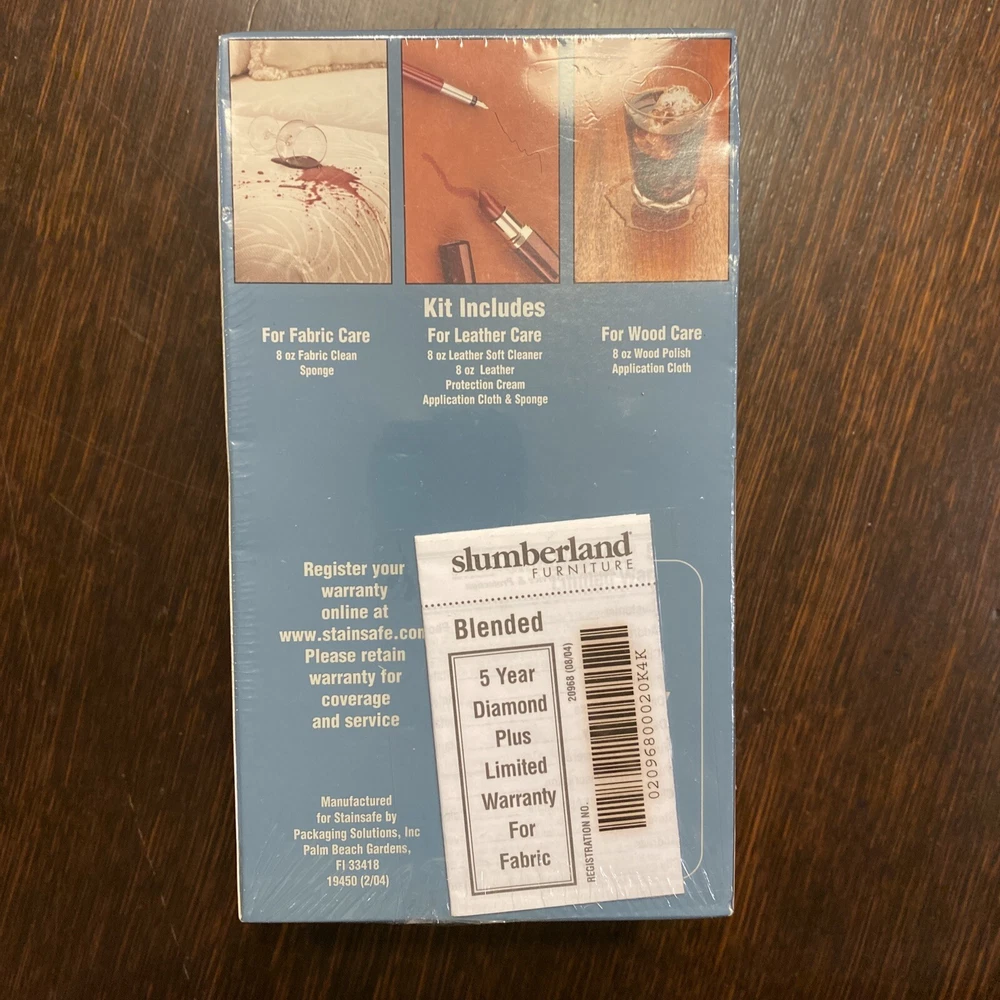 Kit Includes
For Fabric Care
8 oz Fabric Clean
Sponge
For Leather Care
8 oz Leather Soft Cleaner
8 oz Leather
Protection Cream
Application Cloth & Sponge
For Wood Care
8 oz Wood Polish
Application Cloth
Register your
warranty
online at
www.stainsafe.com
Please retain
warranty for
coverage
and service
Manufactured
for Stainsafe by
Packaging Solutions, Inc
Palm Beach Gardens,
Fl 33418
19450 (2/04)
slumberland
FURNITURE
Blended
5 Year
Diamond
Plus
Limited
Warranty
For
Fabric
20968 (08/04)
REGISTRATION NO.
0209680002OK4K